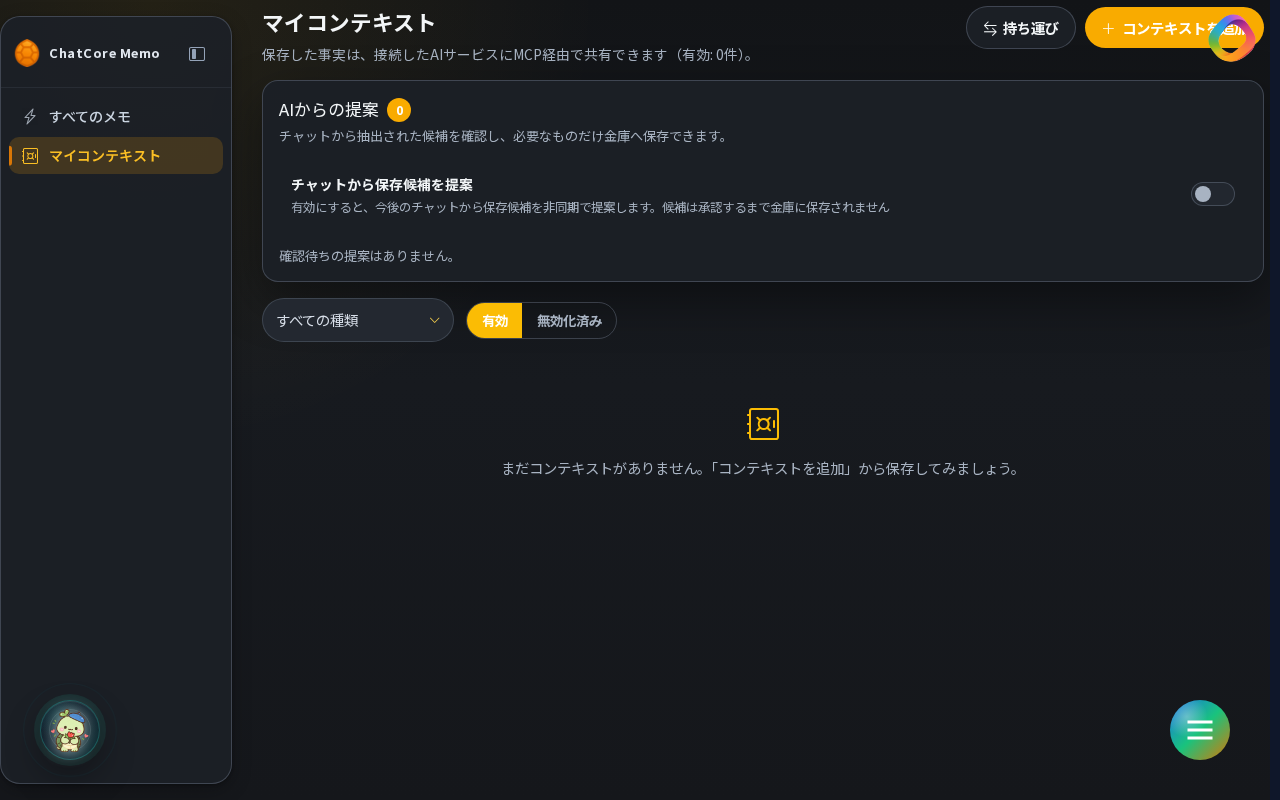 ChatCore Memo
すべてのメモ
マイコンテキスト
マイコンテキスト
保存した事実は、接続したAIサービスにMCP経由で共有できます（有効: 0件）。
持ち運び
コンテキストを追加
AIからの提案 0
チャットから抽出された候補を確認し、必要なものだけ金庫へ保存できます。
チャットから保存候補を提案
有効にすると、今後のチャットから保存候補を非同期で提案します。候補は承認するまで金庫に保存されません
確認待ちの提案はありません。
すべての種類
有効
無効化済み
まだコンテキストがありません。「コンテキストを追加」から保存してみましょう。